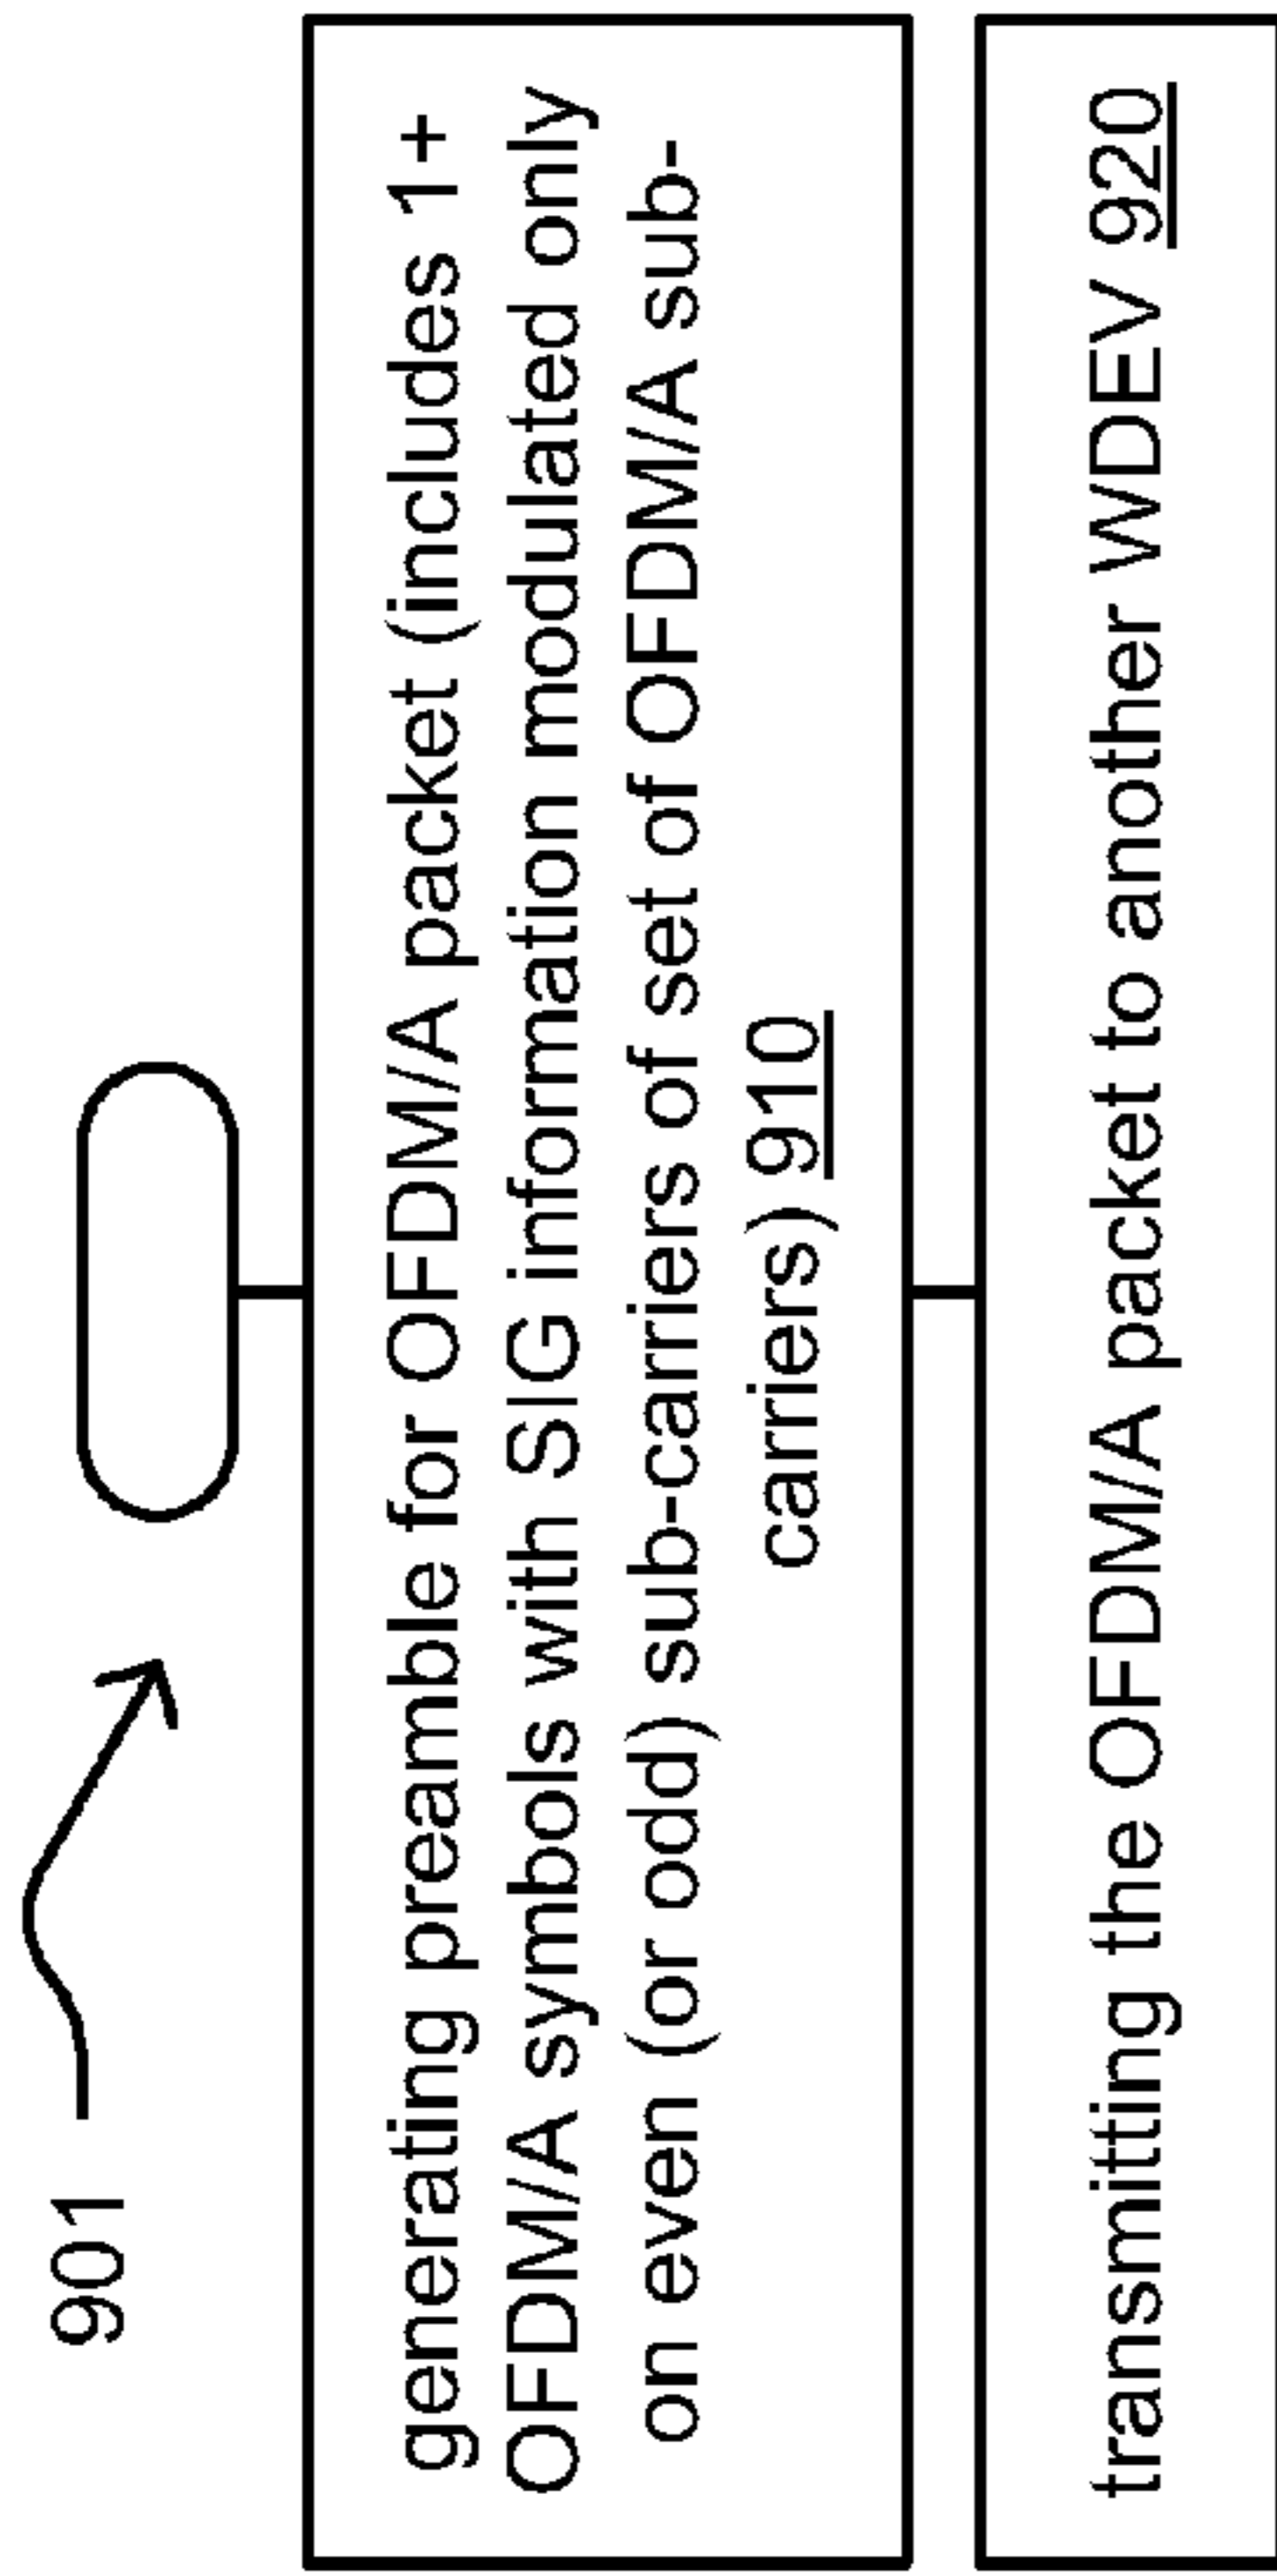 901
generating preamble for OFDM/A packet (includes 1+
OFDM/A symbols with SIG information modulated only
on even (or odd) sub-carriers of set of OFDM/A sub-
carriers) 910
transmitting the OFDM/A packet to another WDEV 920